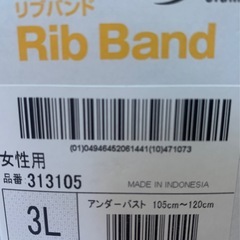 リブバンド
Rib Band
(01)04946452061441(10)471073
女性用
品番 313105
MADE IN INDONESIA
3L
アンダーバスト 105cm〜120cm